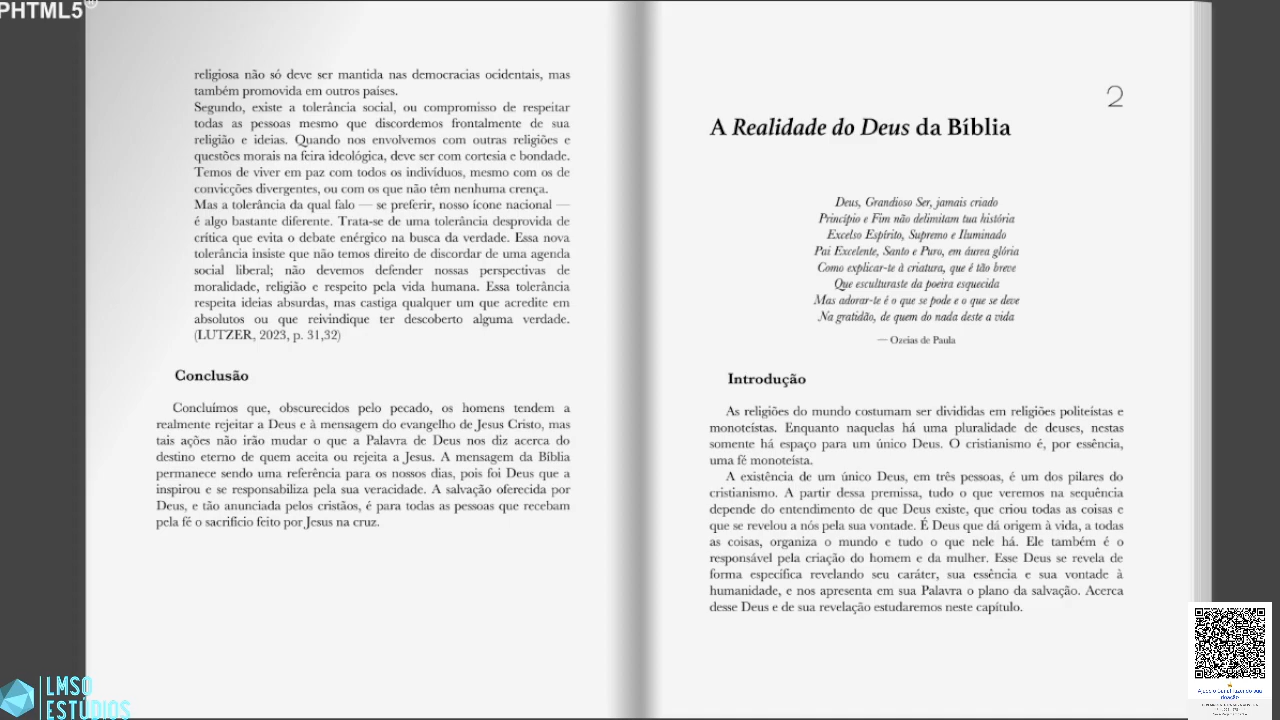 PHTML5®
religiosa não só deve ser mantida nas democracias ocidentais, mas
também promovida em outros países.
Segundo, existe a tolerância social, ou compromisso de respeitar
todas as pessoas mesmo que discordemos frontalmente de sua
religião e ideias. Quando nos envolvemos com outras religiões e
questões morais na feira ideológica, deve ser com cortesia e bondade.
Temos de viver em paz com todos os indivíduos, mesmo com os de
convicções divergentes, ou com os que não têm nenhuma crença.
Mas a tolerância da qual falo — se preferir, nosso ícone nacional —
é algo bastante diferente. Trata-se de uma tolerância desprovida de
crítica que evita o debate enérgico na busca da verdade. Essa nova
tolerância insiste que não temos direito de discordar de uma agenda
social liberal; não devemos defender nossas perspectivas de
moralidade, religião e respeito pela vida humana. Essa tolerância
respeita ideias absurdas, mas castiga qualquer um que acredite em
absolutos ou que reivindique ter descoberto alguma verdade.
(LUTZER, 2023, p. 31,32)
Conclusão
Concluímos que, obscurecidos pelo pecado, os homens tendem a
realmente rejeitar a Deus e à mensagem do evangelho de Jesus Cristo, mas
tais ações não irão mudar o que a Palavra de Deus nos diz acerca do
destino eterno de quem aceita ou rejeita a Jesus. A mensagem da Bíblia
permanece sendo uma referência para os nossos dias, pois foi Deus que a
inspirou e se responsabiliza pela sua veracidade. A salvação oferecida por
Deus, e tão anunciada pelos cristãos, é para todas as pessoas que recebam
pela fé o sacrifício feito por Jesus na cruz.
2
A Realidade do Deus da Bíblia
Deus, Grandioso Ser, jamais criado
Princípio e Fim não delimitam tua história
Excelso Espírito, Supremo e Iluminado
Pai Excelente, Santo e Puro, em áurea glória
Como explicar-te à criatura, que é tão breve
Que esculturaste da poeira esquecida
Mas adorar-te é o que se pode e o que se deve
Na gratidão, de quem do nada deste a vida
— Ozeias de Paula
Introdução
As religiões do mundo costumam ser divididas em religiões politeístas e
monoteístas. Enquanto naquelas há uma pluralidade de deuses, nestas
somente há espaço para um único Deus. O cristianismo é, por essência,
uma fé monoteísta.
A existência de um único Deus, em três pessoas, é um dos pilares do
cristianismo. A partir dessa premissa, tudo o que veremos na sequência
depende do entendimento de que Deus existe, que criou todas as coisas e
que se revelou a nós pela sua vontade. É Deus que dá origem à vida, a todas
as coisas, organiza o mundo e tudo o que nele há. Ele também é o
responsável pela criação do homem e da mulher. Esse Deus se revela de
forma específica revelando seu caráter, sua essência e sua vontade à
humanidade, e nos apresenta em sua Palavra o plano da salvação. Acerca
desse Deus e de sua revelação estudaremos neste capítulo.
LMSO
ESTÚDIOS